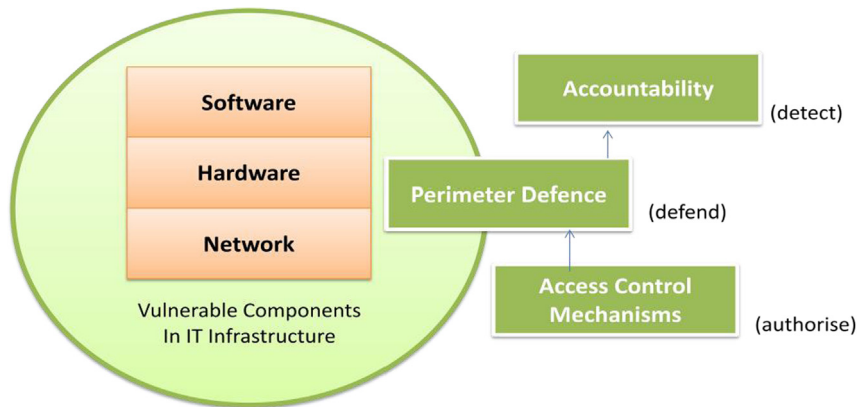 Software
Hardware
Network
Vulnerable Components
In IT Infrastructure
Accountability
(detect)
Perimeter Defence
(defend)
Access Control
Mechanisms
(authorise)